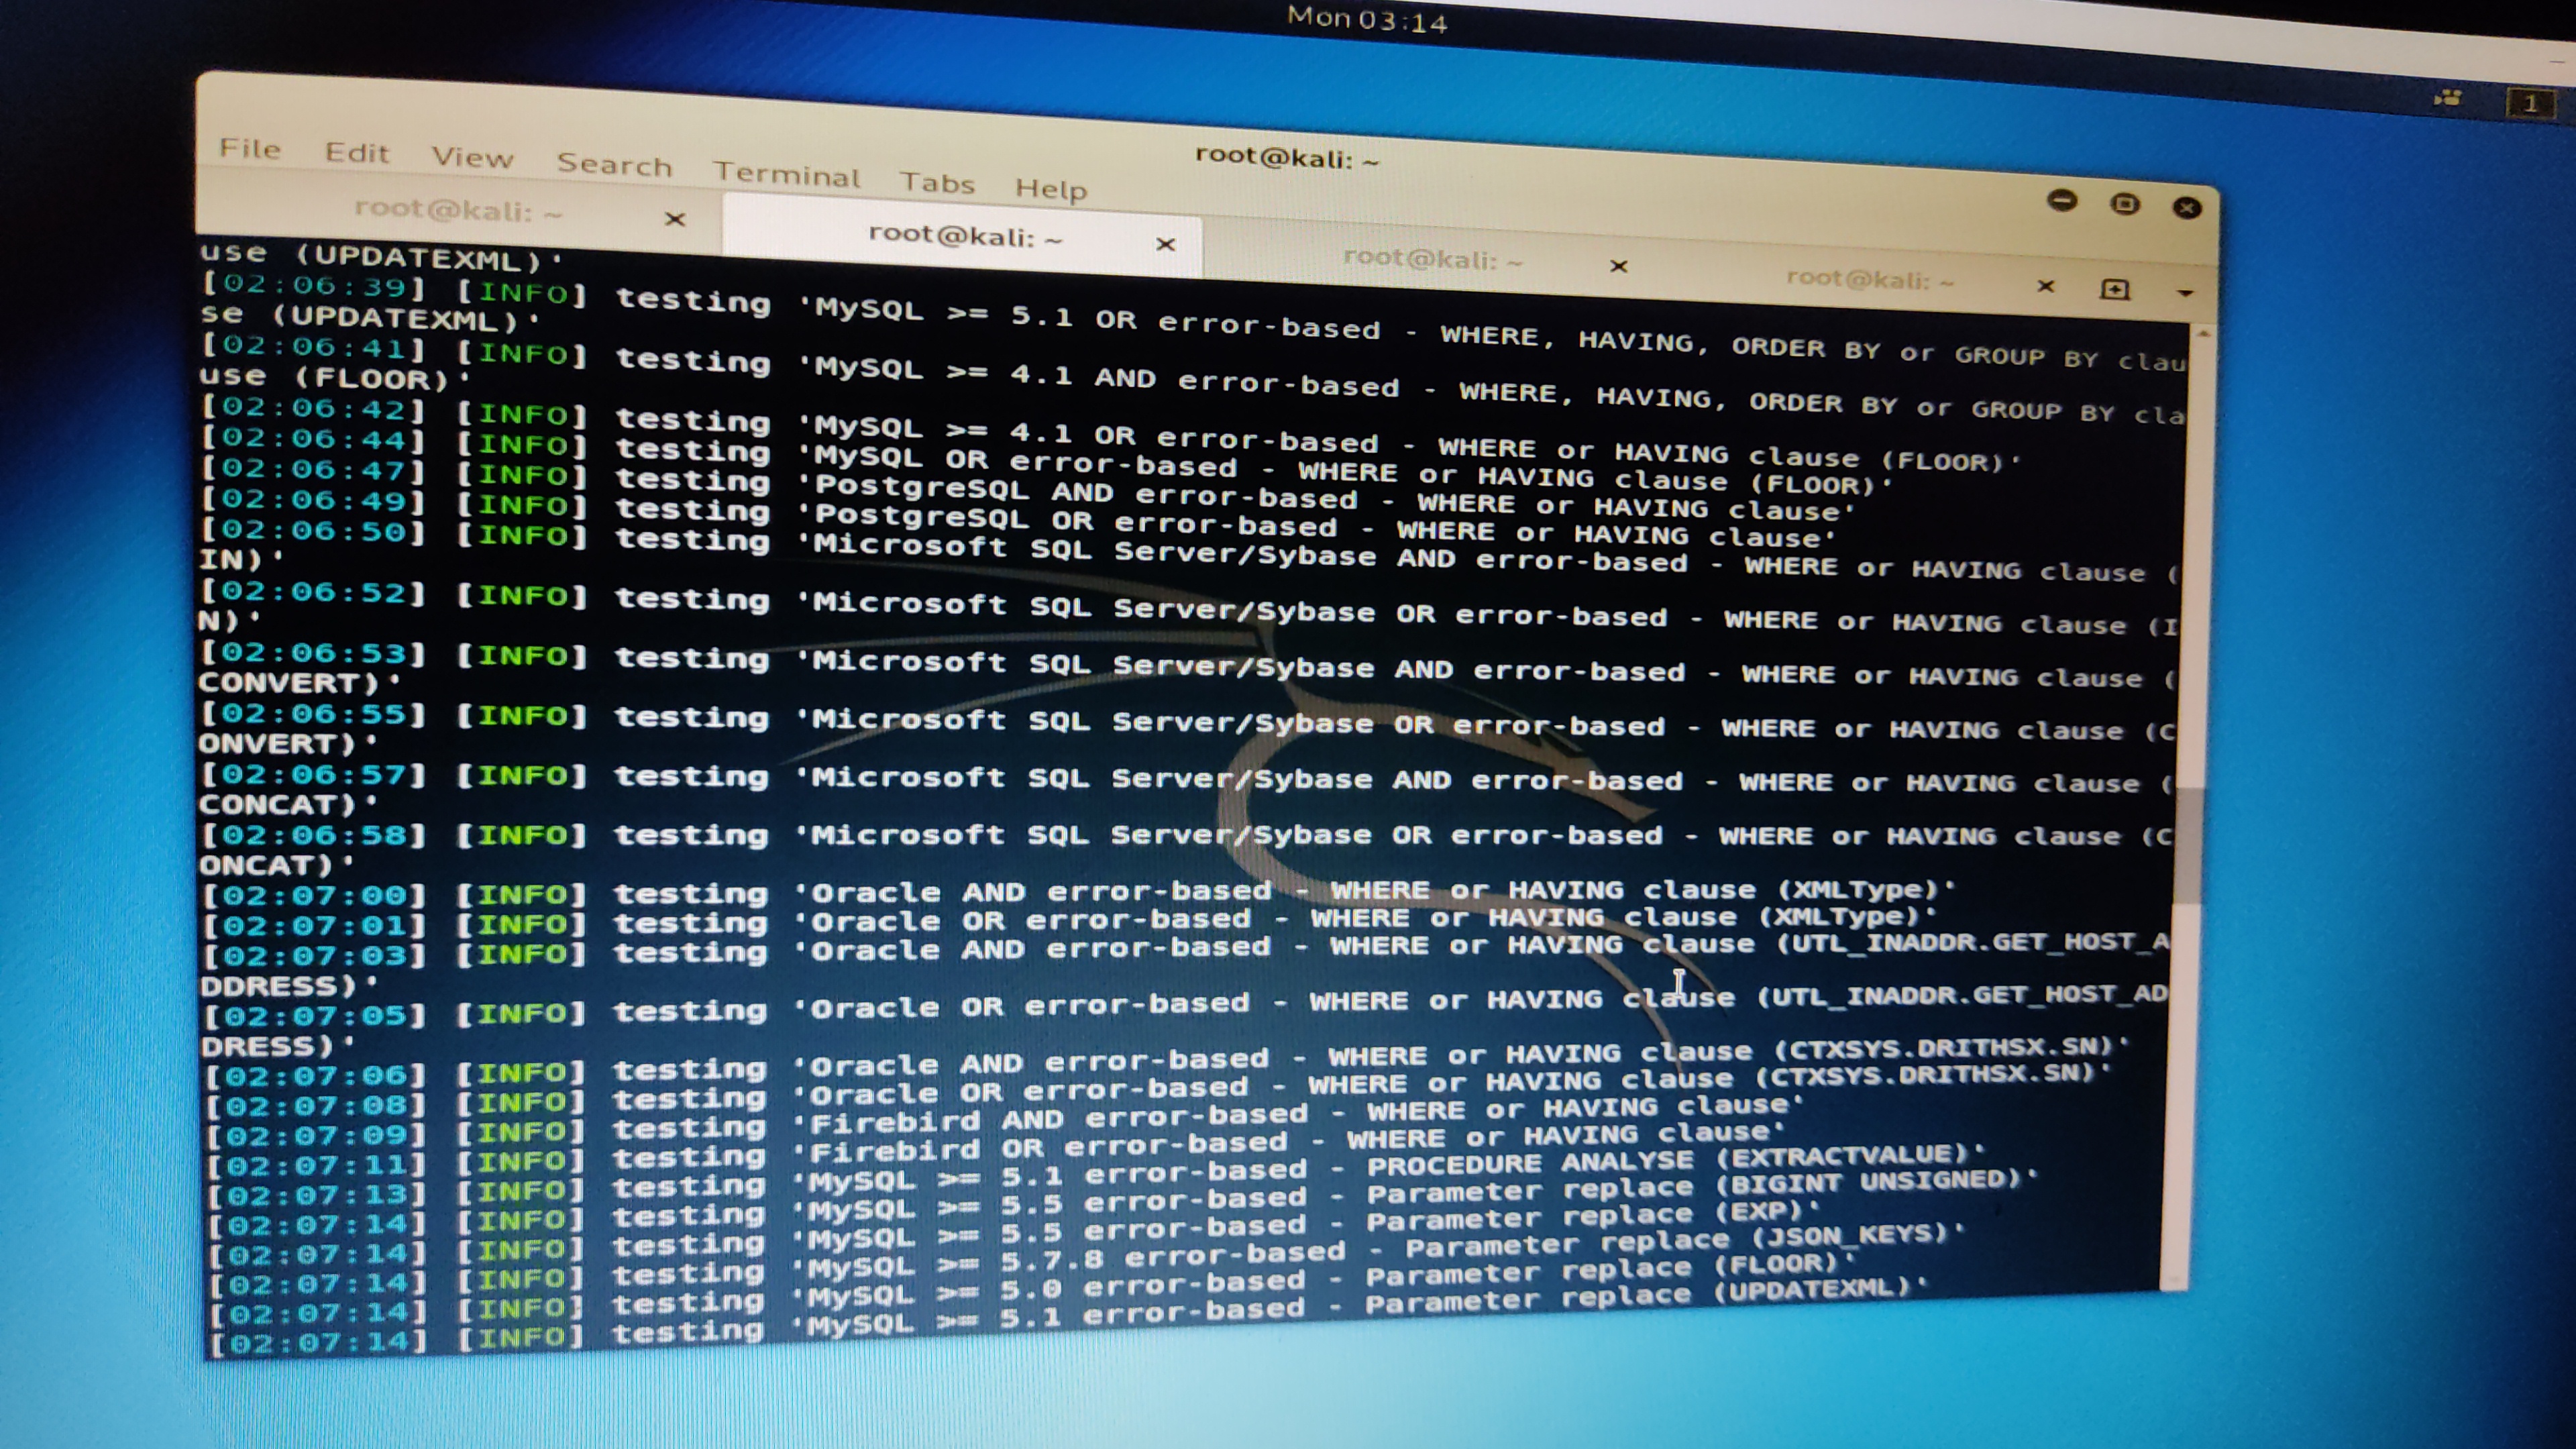 Mon 03:14
1
root@kali: ~
File Edit View Search Terminal Tabs Help
root@kali: ~ root@kali: ~ root@kali: ~ root@kali: ~
use (UPDATEXML)'
[02:06:39] [INFO] testing 'MySQL >= 5.1 OR error-based - WHERE, HAVING, ORDER BY or GROUP BY clau
se (UPDATEXML)'
[02:06:41] [INFO] testing 'MySQL >= 4.1 AND error-based - WHERE, HAVING, ORDER BY or GROUP BY cla
use (FLOOR)'
[02:06:42] [INFO] testing 'MySQL >= 4.1 OR error-based - WHERE or HAVING clause (FLOOR)'
[02:06:44] [INFO] testing 'MySQL OR error-based - WHERE or HAVING clause (FLOOR)'
[02:06:47] [INFO] testing 'PostgreSQL AND error-based - WHERE or HAVING clause'
[02:06:49] [INFO] testing 'PostgreSQL OR error-based - WHERE or HAVING clause'
[02:06:50] [INFO] testing 'Microsoft SQL Server/Sybase AND error-based - WHERE or HAVING clause (
IN)'
[02:06:52] [INFO] testing 'Microsoft SQL Server/Sybase OR error-based - WHERE or HAVING clause (I
N)'
[02:06:53] [INFO] testing 'Microsoft SQL Server/Sybase AND error-based - WHERE or HAVING clause (
CONVERT)'
[02:06:55] [INFO] testing 'Microsoft SQL Server/Sybase OR error-based - WHERE or HAVING clause (C
ONVERT)'
[02:06:57] [INFO] testing 'Microsoft SQL Server/Sybase AND error-based - WHERE or HAVING clause (
CONCAT)'
[02:06:58] [INFO] testing 'Microsoft SQL Server/Sybase OR error-based - WHERE or HAVING clause (C
ONCAT)'
[02:07:00] [INFO] testing 'Oracle AND error-based - WHERE or HAVING clause (XMLType)'
[02:07:01] [INFO] testing 'Oracle OR error-based - WHERE or HAVING clause (XMLType)'
[02:07:03] [INFO] testing 'Oracle AND error-based - WHERE or HAVING clause (UTL_INADDR.GET_HOST_A
DDRESS)'
[02:07:05] [INFO] testing 'Oracle OR error-based - WHERE or HAVING clause (UTL_INADDR.GET_HOST_AD
DRESS)'
[02:07:06] [INFO] testing 'Oracle AND error-based - WHERE or HAVING clause (CTXSYS.DRITHSX.SN)'
[02:07:08] [INFO] testing 'Oracle OR error-based - WHERE or HAVING clause (CTXSYS.DRITHSX.SN)'
[02:07:09] [INFO] testing 'Firebird AND error-based - WHERE or HAVING clause'
[02:07:11] [INFO] testing 'Firebird OR error-based - WHERE or HAVING clause'
[02:07:13] [INFO] testing 'MySQL >= 5.1 error-based - PROCEDURE ANALYSE (EXTRACTVALUE)'
[02:07:14] [INFO] testing 'MySQL >= 5.5 error-based - Parameter replace (BIGINT UNSIGNED)'
[02:07:14] [INFO] testing 'MySQL >= 5.5 error-based - Parameter replace (EXP)'
[02:07:14] [INFO] testing 'MySQL >= 5.7.8 error-based - Parameter replace (JSON_KEYS)'
[02:07:14] [INFO] testing 'MySQL >= 5.0 error-based - Parameter replace (FLOOR)'
[02:07:14] [INFO] testing 'MySQL >= 5.1 error-based - Parameter replace (UPDATEXML)'